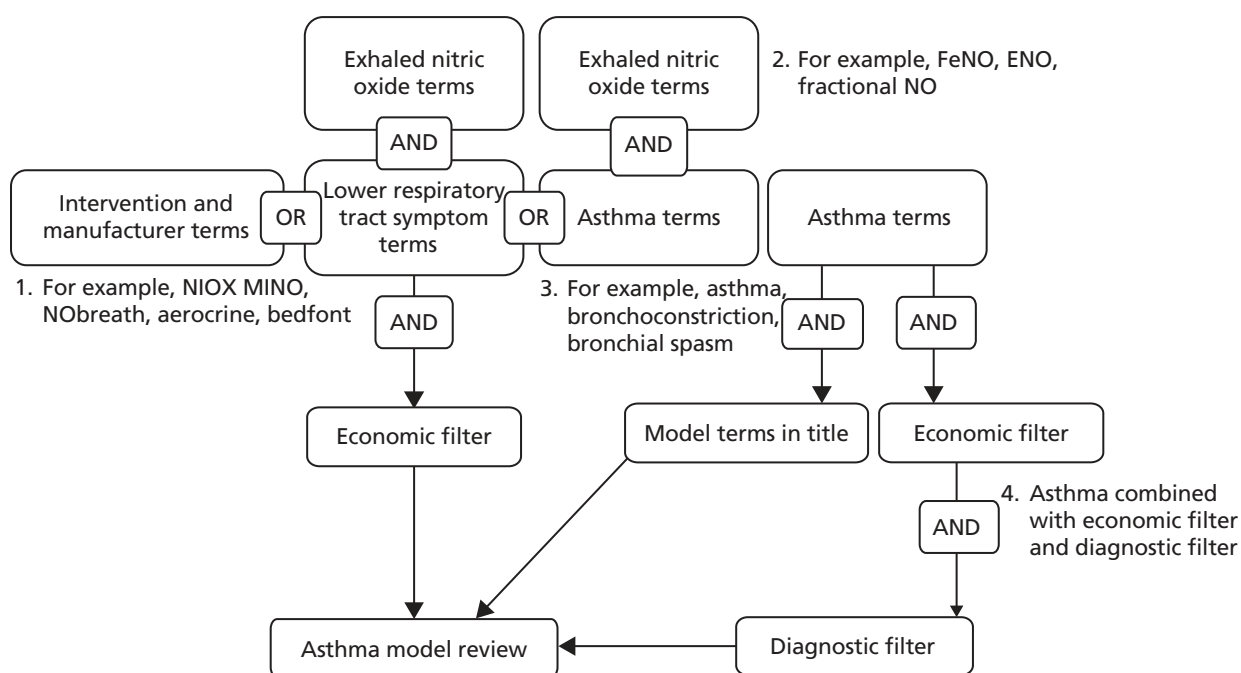 Exhaled nitric
oxide terms
Exhaled nitric
oxide terms
2. For example, FeNO, ENO,
fractional NO
AND
AND
Intervention and
manufacturer terms
OR
Lower respiratory
tract symptom
terms
OR
Asthma terms
Asthma terms
1. For example, NIOX MINO,
NObreath, aerocrine, bedfont
AND
3. For example, asthma,
bronchoconstriction,
bronchial spasm
AND
AND
Economic filter
Model terms in title
Economic filter
AND
4. Asthma combined
with economic filter
and diagnostic filter
Asthma model review
Diagnostic filter